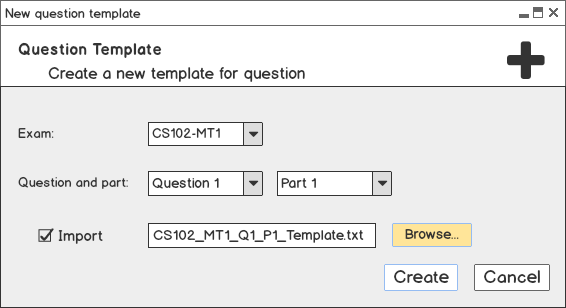 New question template
Question Template
Create a new template for question
Exam: CS102-MT1
Question and part: Question 1 Part 1
Import CS102_MT1_Q1_P1_Template.txt Browse...
Create Cancel